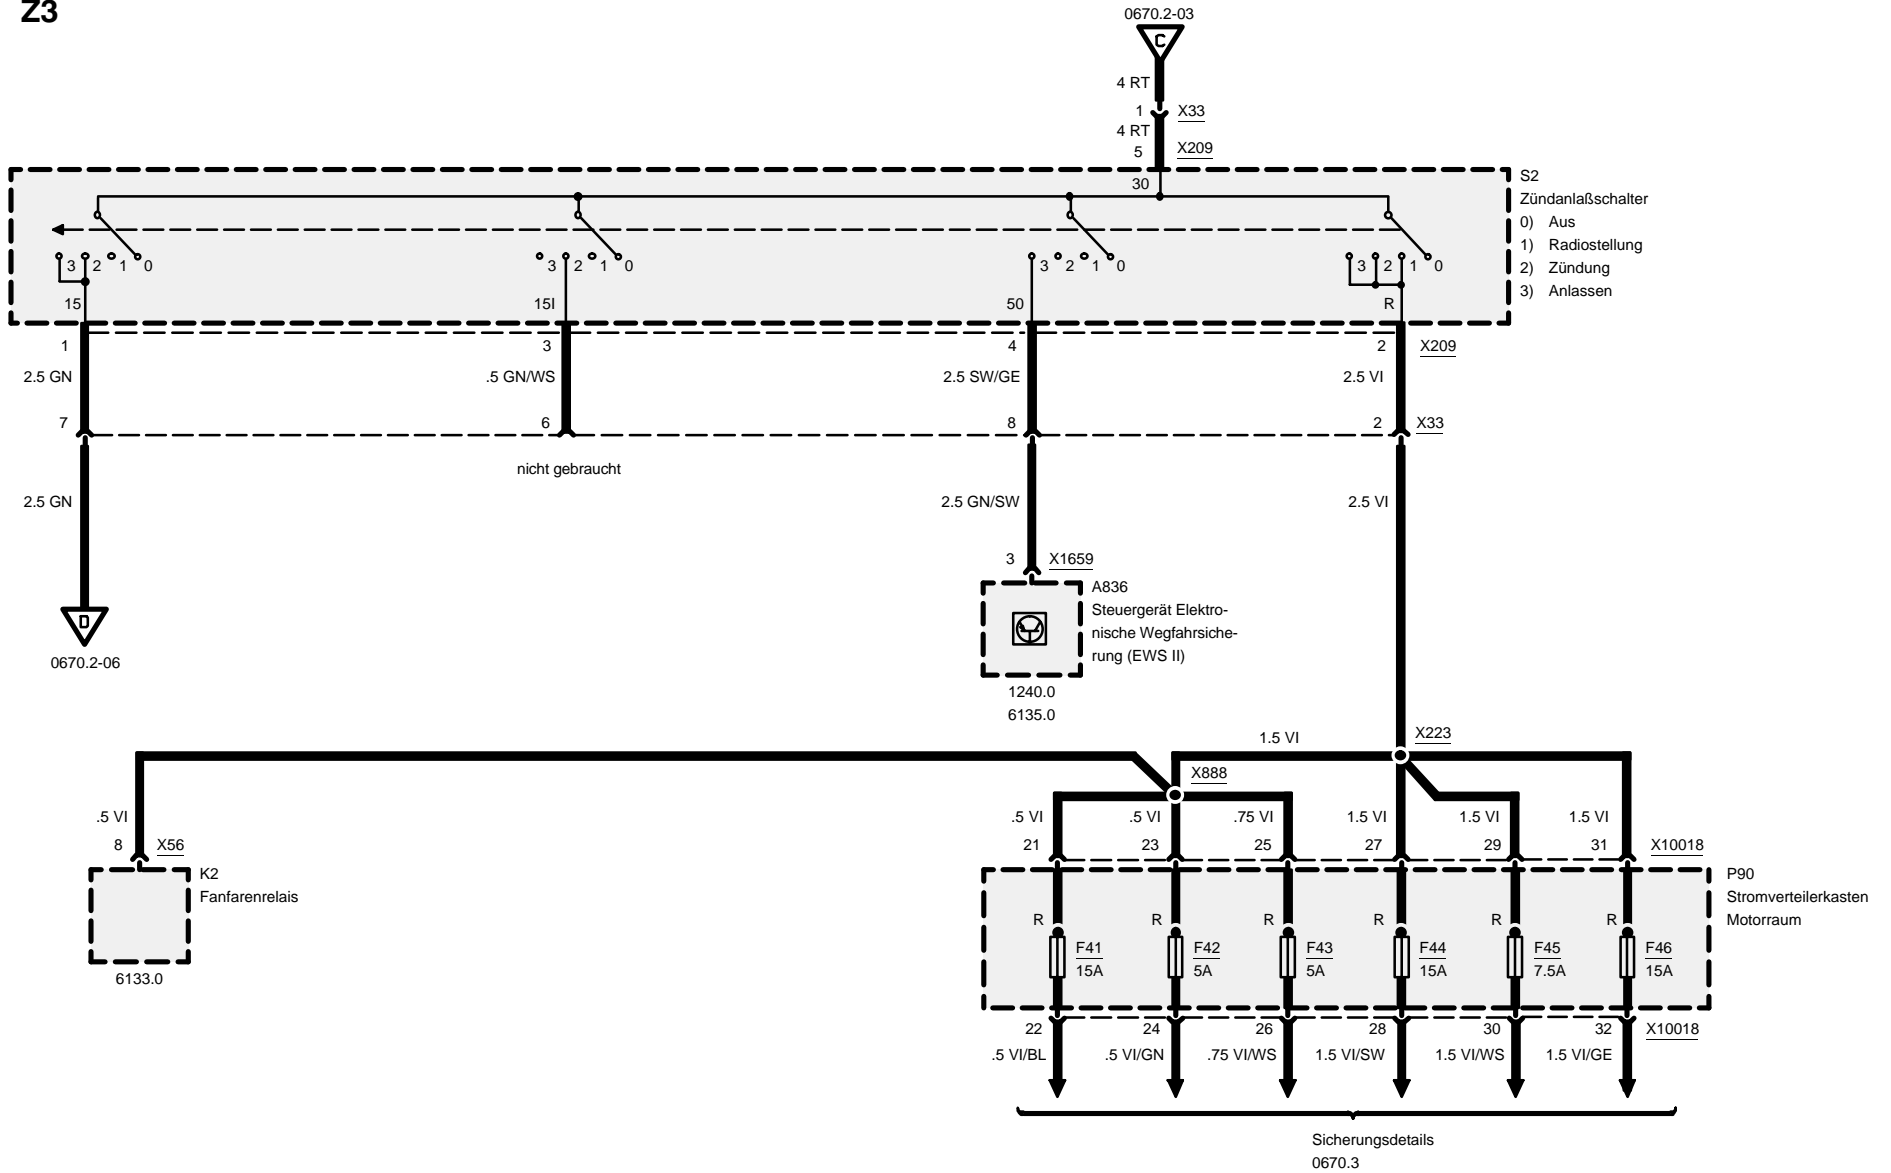 Z3
0670.2-03
C
4 RT
1 X33
4 RT
5 X209
30
S2
Zündanlaßschalter
0) Aus
1) Radiostellung
2) Zündung
3) Anlassen
3 2 1 0 3 2 1 0 3 2 1 0 3 2 1 0
15 15I 50 R
1 3 4 2 X209
2.5 GN .5 GN/WS 2.5 SW/GE 2.5 VI
7 6 8 2 X33
nicht gebraucht
2.5 GN 2.5 GN/SW 2.5 VI
3 X1659
A836
Steuergerät Elektro-
nische Wegfahrsiche-
rung (EWS II)
D
0670.2-06
1240.0
6135.0
1.5 VI X223
X888
.5 VI .5 VI .5 VI .75 VI 1.5 VI 1.5 VI 1.5 VI
8 X56 21 23 25 27 29 31 X10018
K2
Fanfarenrelais
6133.0
P90
Stromverteilerkasten
Motorraum
R R R R R R
F41 F42 F43 F44 F45 F46
15A 5A 5A 15A 7.5A 15A
22 24 26 28 30 32 X10018
.5 VI/BL .5 VI/GN .75 VI/WS 1.5 VI/SW 1.5 VI/WS 1.5 VI/GE
Sicherungsdetails
0670.3